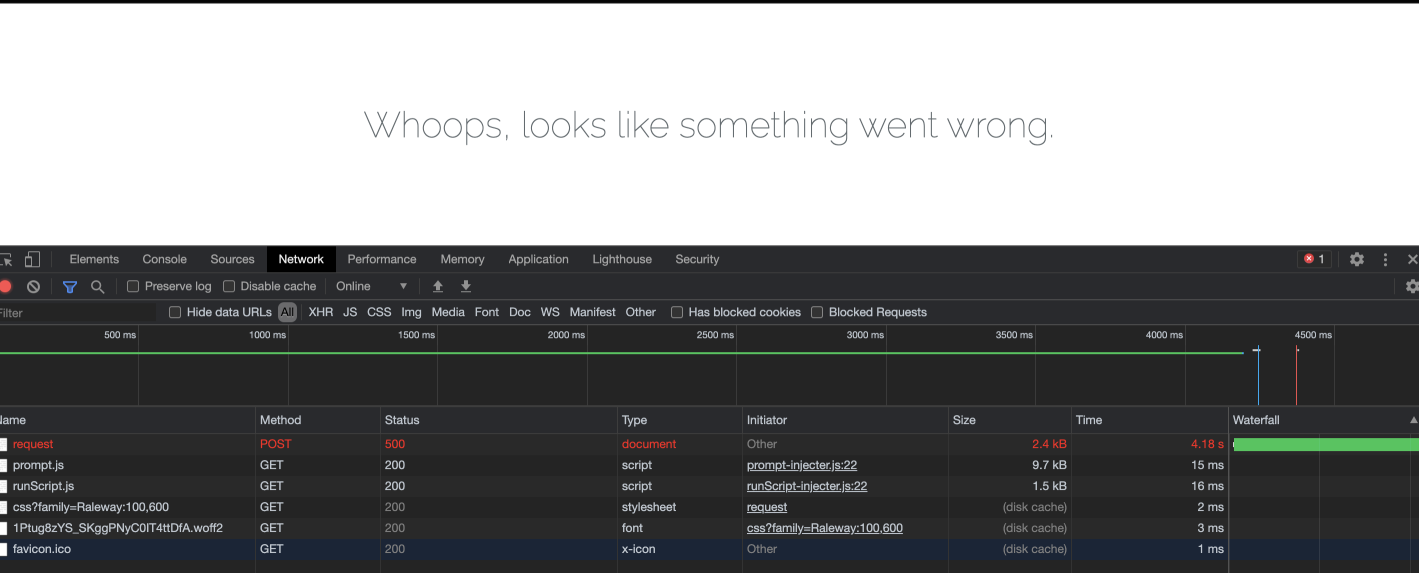 Whoops, looks like something went wrong.
Elements Console Sources Network Performance Memory Application Lighthouse Security 1
Preserve log Disable cache Online
Filter Hide data URLs All XHR JS CSS Img Media Font Doc WS Manifest Other Has blocked cookies Blocked Requests
500 ms 1000 ms 1500 ms 2000 ms 2500 ms 3000 ms 3500 ms 4000 ms 4500 ms
Name Method Status Type Initiator Size Time Waterfall
request POST 500 document Other 2.4 kB 4.18 s
prompt.js GET 200 script prompt-injecter.js:22 9.7 kB 15 ms
runScript.js GET 200 script runScript-injecter.js:22 1.5 kB 16 ms
css?family=Raleway:100,600 GET 200 stylesheet request (disk cache) 2 ms
1Ptug8zYS_SKggPNyC0IT4ttDfA.woff2 GET 200 font css?family=Raleway:100,600 (disk cache) 3 ms
favicon.ico GET 200 x-icon Other (disk cache) 1 ms